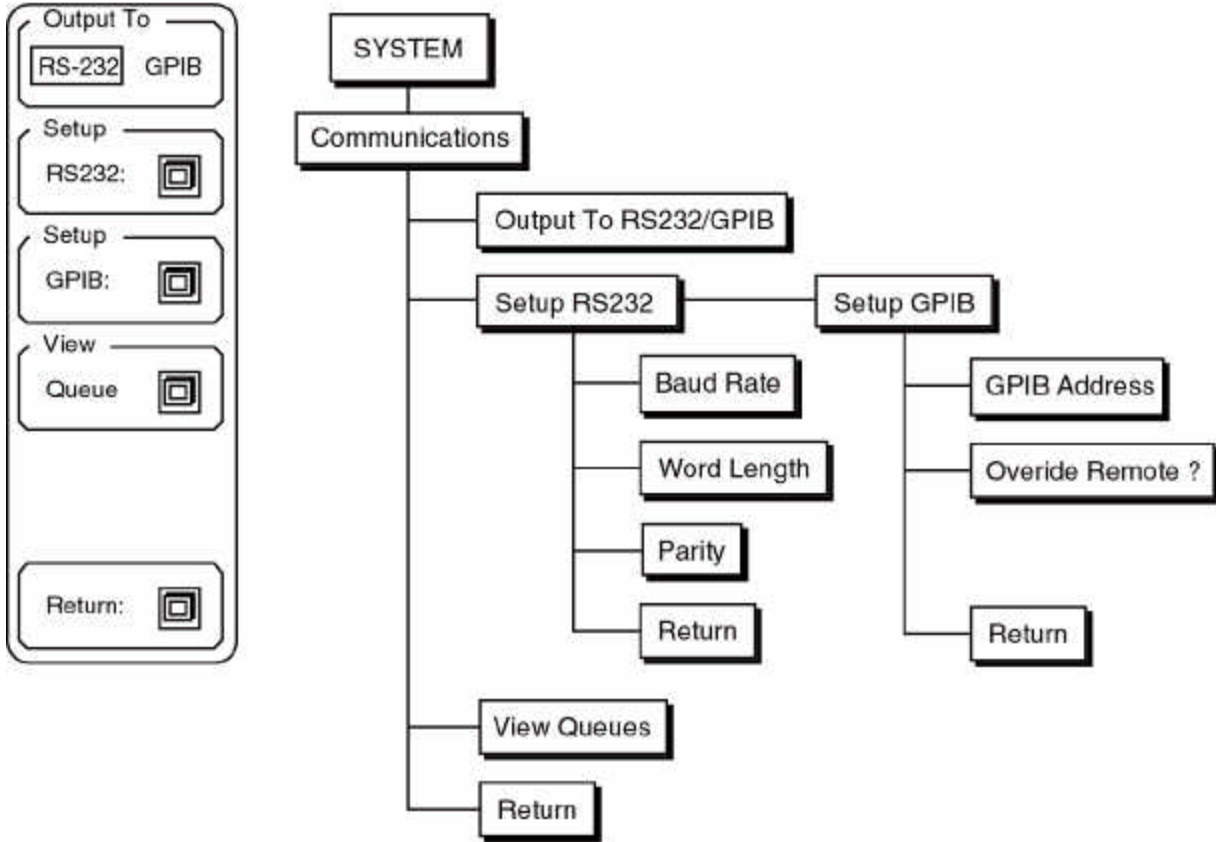 Output To
RS-232 GPIB
Setup
RS232:
Setup
GPIB:
View
Queue
Return:
SYSTEM
Communications
Output To RS232/GPIB
Setup RS232
Setup GPIB
Baud Rate
Word Length
Parity
Return
GPIB Address
Overide Remote ?
Return
View Queues
Return